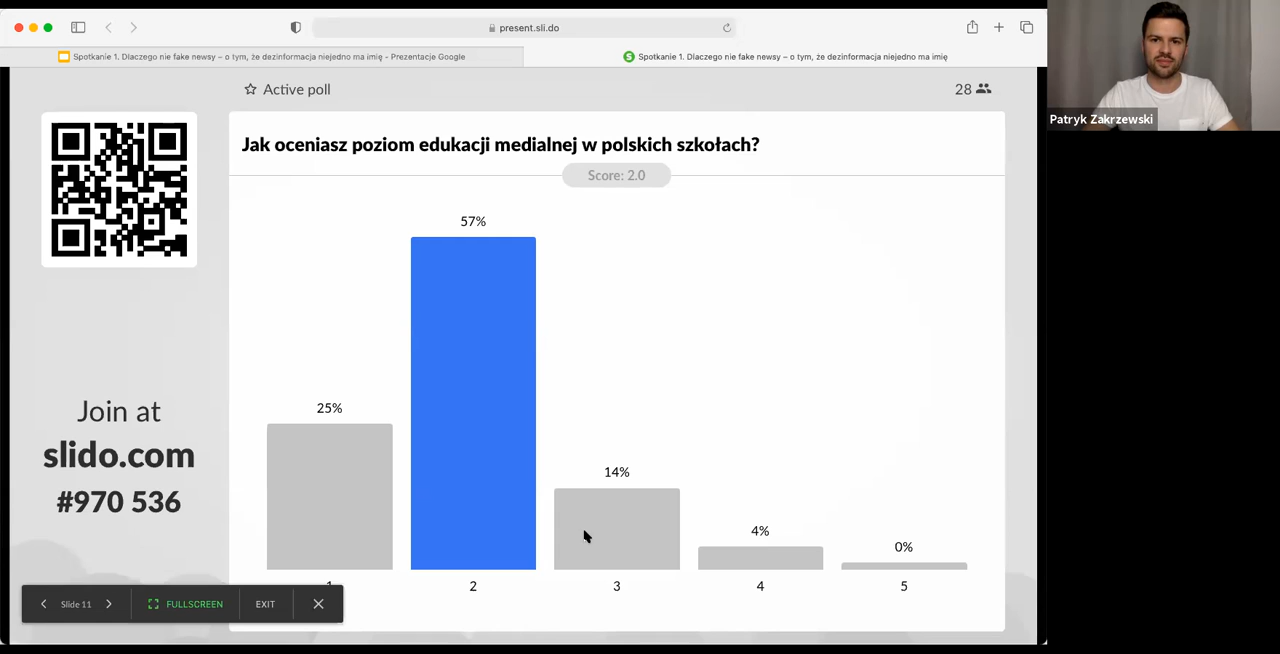 present.sli.do
Spotkanie 1. Dlaczego nie fake newsy – o tym, że dezinformacja niejedno ma imię - Prezentacje Google
Spotkanie 1. Dlaczego nie fake newsy – o tym, że dezinformacja niejedno ma imię
Active poll
28
Patryk Zakrzewski
Jak oceniasz poziom edukacji medialnej w polskich szkołach?
Score: 2.0
57%
25%
14%
4%
0%
Join at
slido.com
#970 536
1
2
3
4
5
Slide 11
FULLSCREEN
EXIT